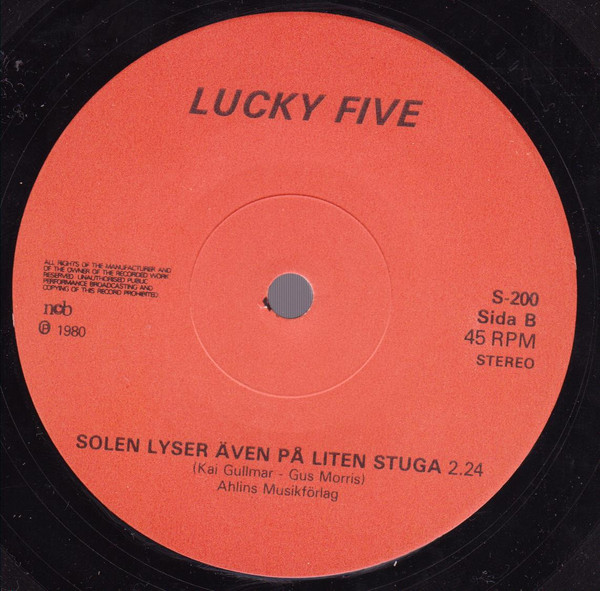 LUCKY FIVE
ALL RIGHTS OF THE MANUFACTURER AND
OF THE OWNER OF THE RECORDED WORK
RESERVED. UNAUTHORISED PUBLIC
PERFORMANCE BROADCASTING AND
COPYING OF THIS RECORD PROHIBITED
ncb
℗ 1980
S-200
Sida B
45 RPM
STEREO
SOLEN LYSER ÄVEN PÅ LITEN STUGA 2.24
(Kai Gullmar - Gus Morris)
Ahlins Musikförlag